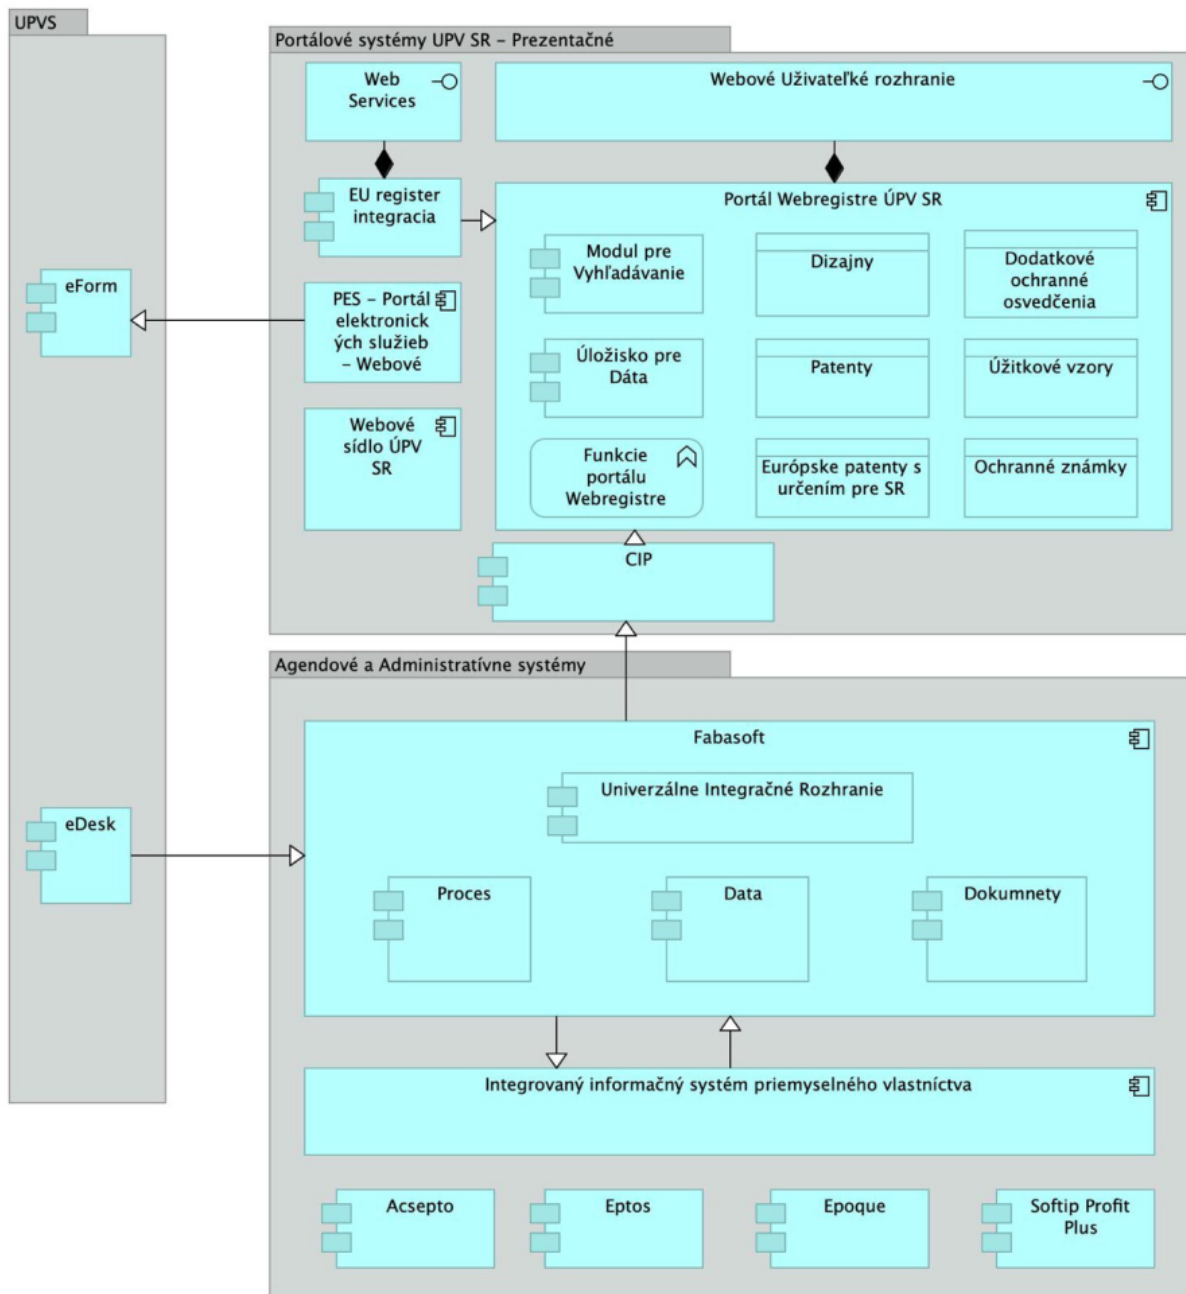 UPVS
Portálové systémy UPV SR – Prezentačné
Web
Services
Webové Uživateľké rozhranie
EU register
integracia
Portál Webregistre ÚPV SR
Modul pre
Vyhľadávanie
Dizajny
Dodatkové
ochranné
osvedčenia
eForm
PES – Portál
elektronick
ých služieb
– Webové
Úložisko pre
Dáta
Patenty
Úžitkové vzory
Webové
sídlo ÚPV
SR
Funkcie
portálu
Webregistre
Európske patenty s
určením pre SR
Ochranné známky
CIP
Agendové a Administratívne systémy
Fabasoft
Univerzálne Integračné Rozhranie
eDesk
Proces
Data
Dokumnety
Integrovaný informačný systém priemyselného vlastníctva
Acsepto
Eptos
Epoque
Softip Profit
Plus